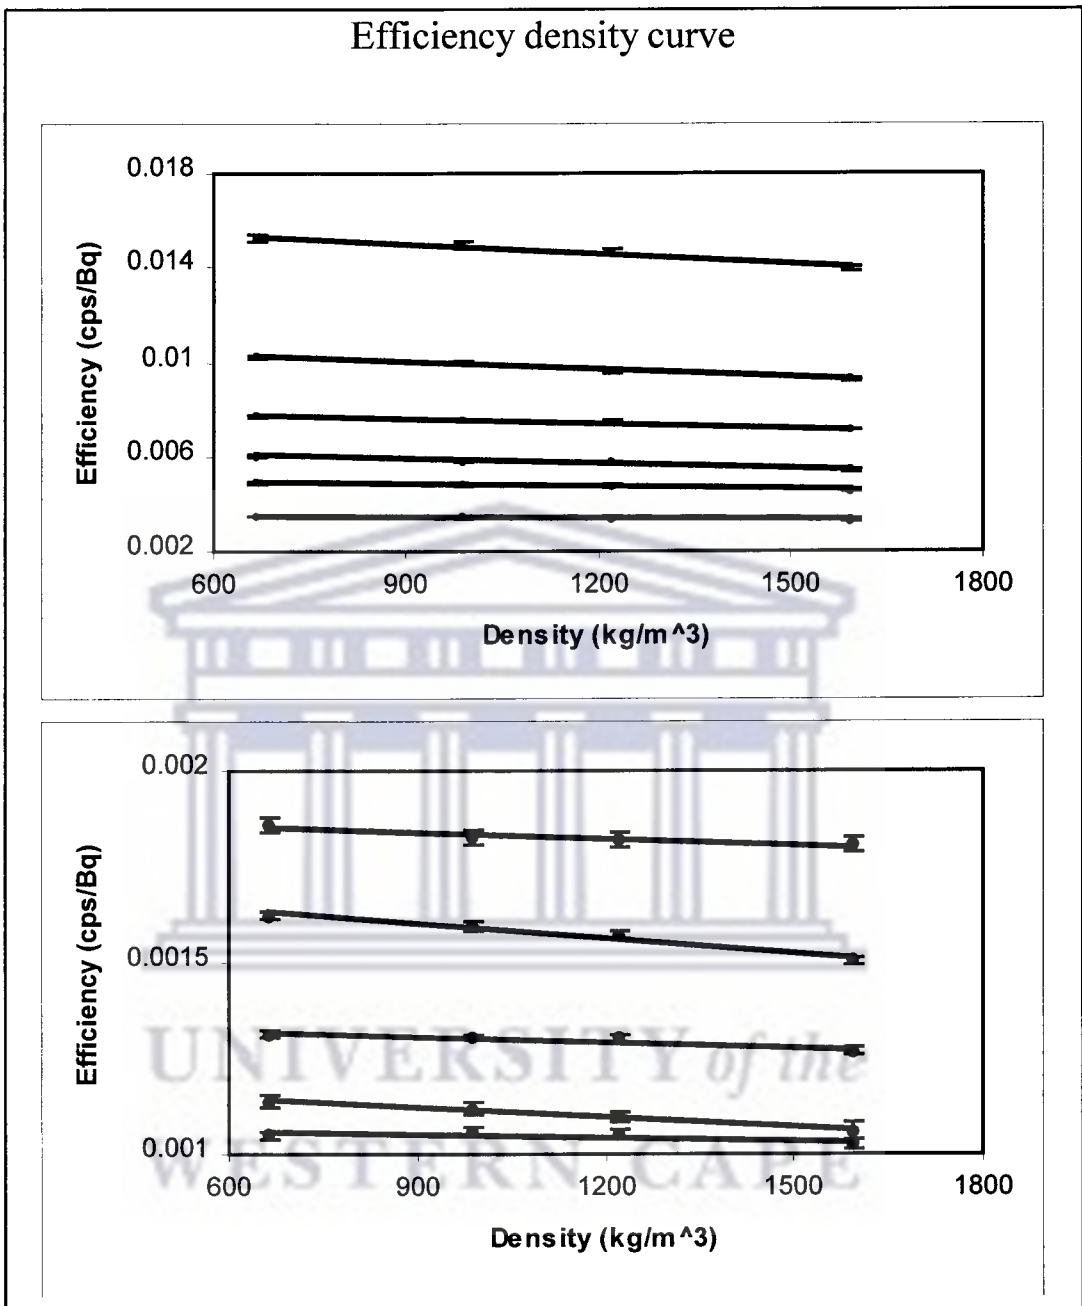 Efficiency density curve
0.018
0.014
0.01
0.006
0.002
Efficiency (cps/Bq)
600 900 1200 1500 1800
Density (kg/m^3)
0.002
0.0015
0.001
Efficiency (cps/Bq)
600 900 1200 1500 1800
Density (kg/m^3)
UNIVERSITY of the
WESTERN CAPE